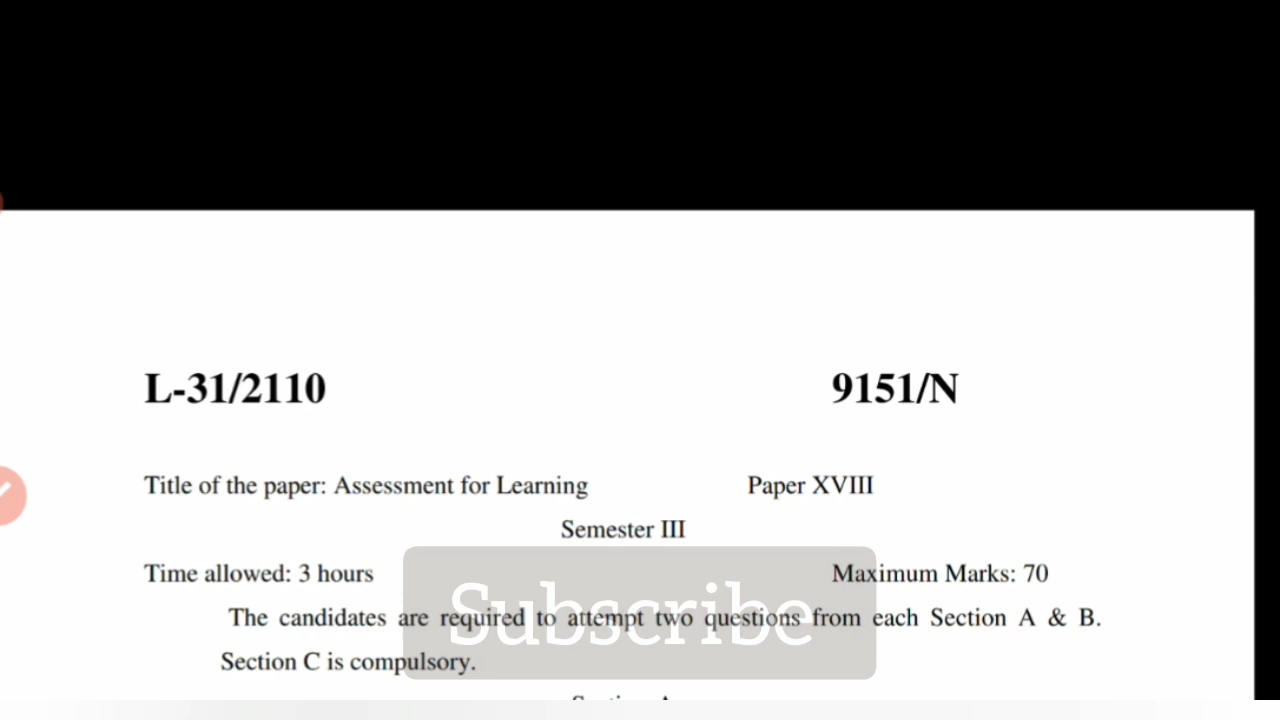 L-31/2110 9151/N
Title of the paper: Assessment for Learning Paper XVIII
Semester III
Time allowed: 3 hours Maximum Marks: 70
The candidates are required to attempt two questions from each Section A & B.
Section C is compulsory.
Subscribe